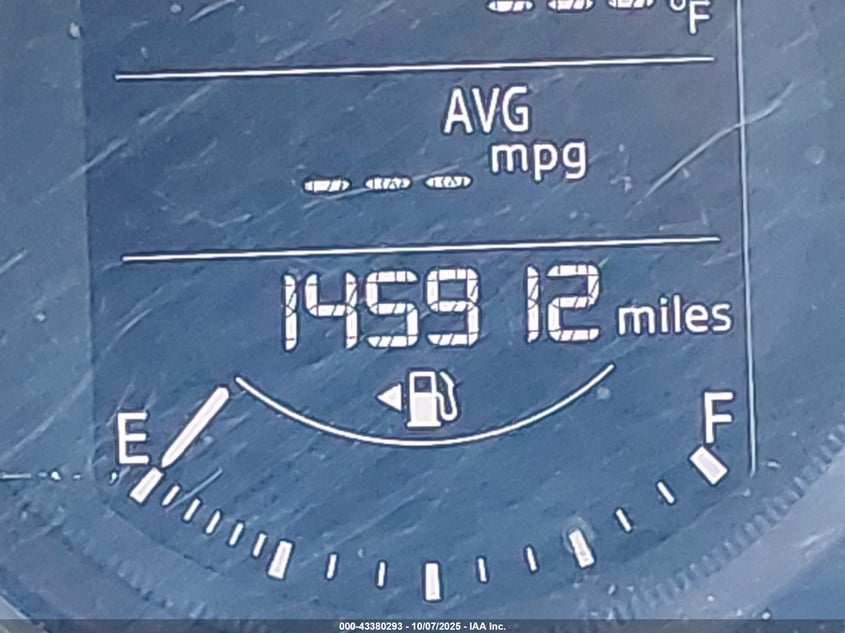 °F
AVG
mpg
---
145912 miles
E F
000-43380293 - 10/07/2025 - IAA Inc.